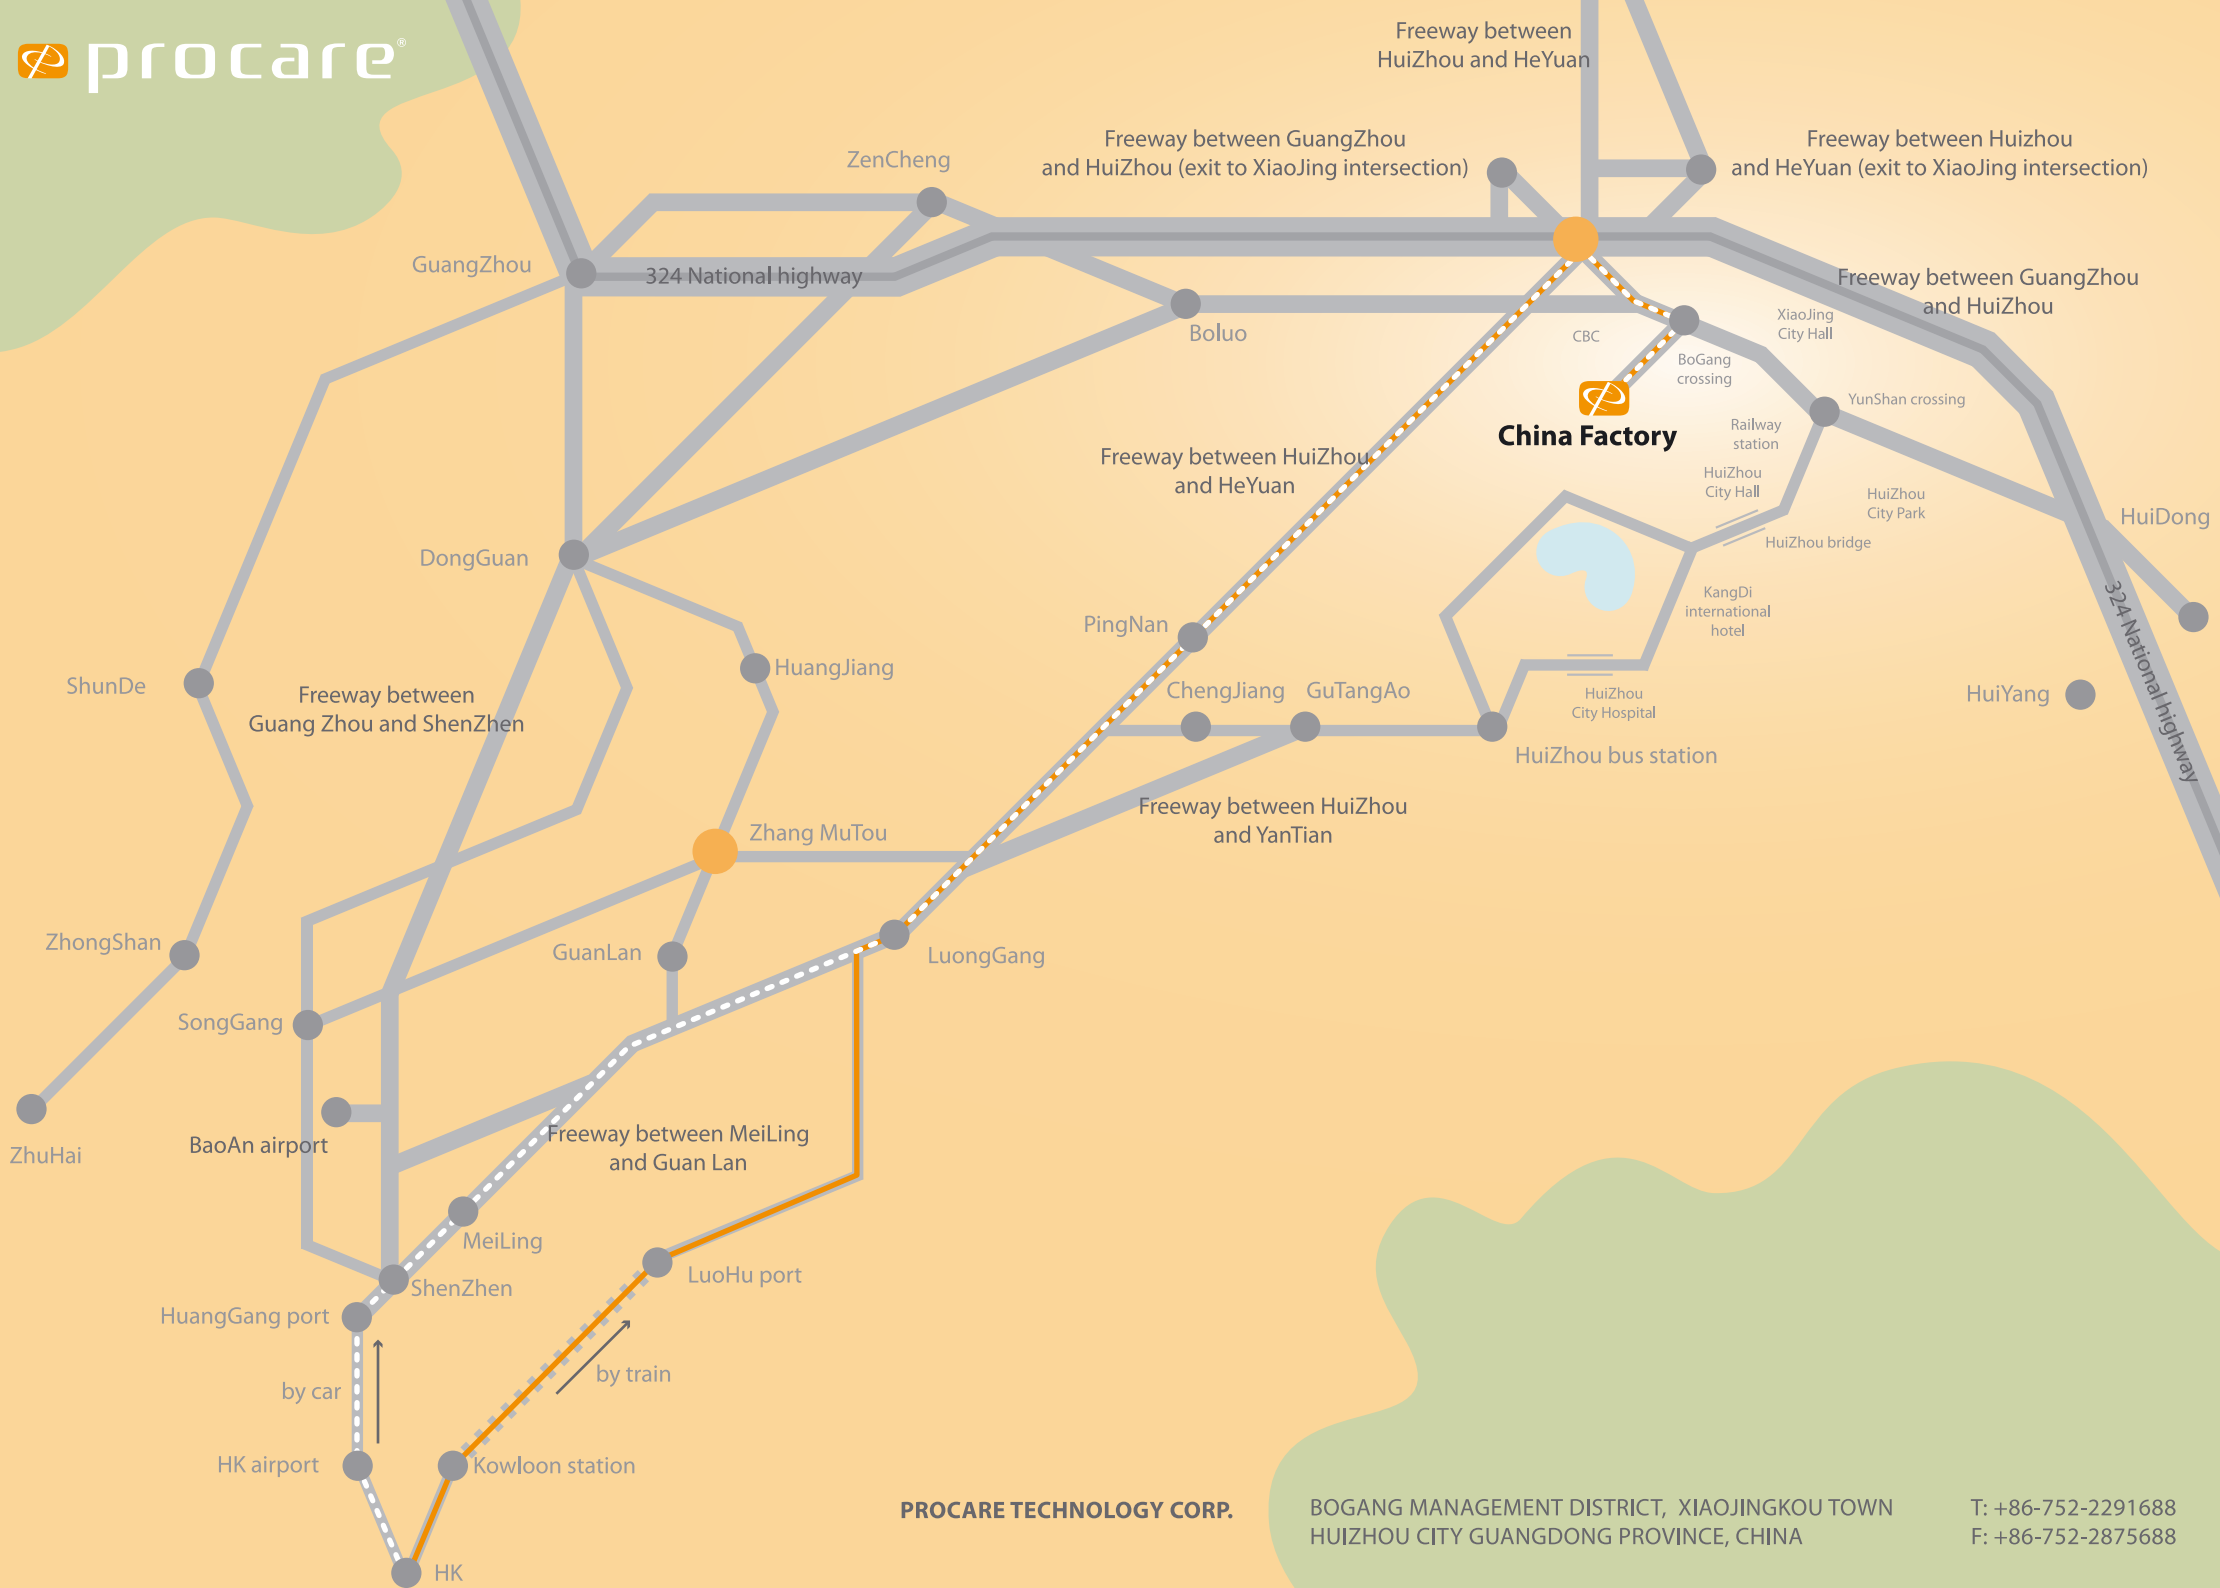 procare®
Freeway between
HuiZhou and HeYuan
Freeway between GuangZhou
and HuiZhou (exit to XiaoJing intersection)
Freeway between Huizhou
and HeYuan (exit to XiaoJing intersection)
ZenCheng
GuangZhou
324 National highway
Freeway between GuangZhou
and HuiZhou
Boluo
CBC
XiaoJing
City Hall
BoGang
crossing
YunShan crossing
China Factory
Railway
station
Freeway between HuiZhou
and HeYuan
HuiZhou
City Hall
HuiZhou
City Park
HuiDong
HuiZhou bridge
DongGuan
324 National highway
KangDi
international
hotel
PingNan
HuangJiang
ShunDe
Freeway between
Guang Zhou and ShenZhen
ChengJiang
GuTangAo
HuiZhou
City Hospital
HuiYang
HuiZhou bus station
Zhang MuTou
Freeway between HuiZhou
and YanTian
ZhongShan
GuanLan
LuongGang
SongGang
BaoAn airport
ZhuHai
Freeway between MeiLing
and Guan Lan
MeiLing
ShenZhen
LuoHu port
HuangGang port
by car
by train
HK airport
Kowloon station
HK
PROCARE TECHNOLOGY CORP.
BOGANG MANAGEMENT DISTRICT, XIAOJINGKOU TOWN
HUIZHOU CITY GUANGDONG PROVINCE, CHINA
T: +86-752-2291688
F: +86-752-2875688